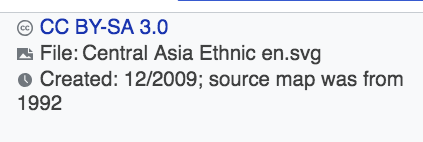 CC BY-SA 3.0
File: Central Asia Ethnic en.svg
Created: 12/2009; source map was from
1992